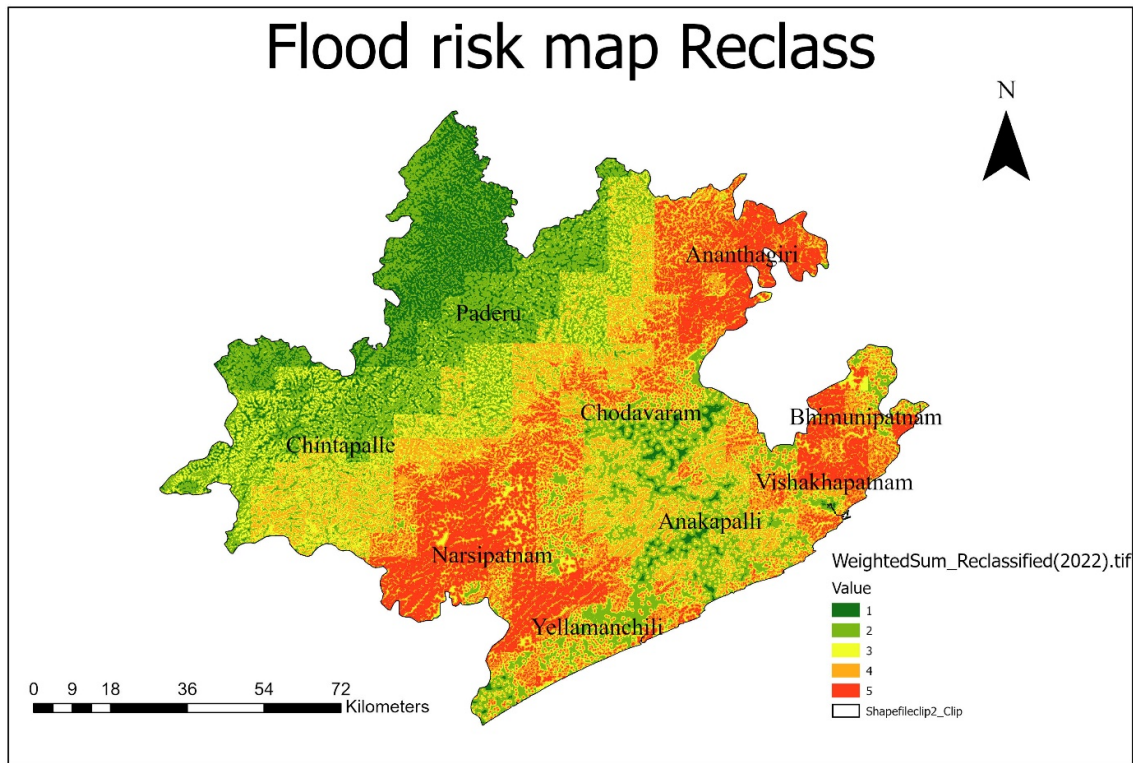 Flood risk map Reclass
N
Ananthagiri
Paderu
Chodavaram
Bhimunipatnam
Chintapalle
Vishakhapatnam
Anakapalli
Narsipatnam
Yellamanchili
WeightedSum_Reclassified(2022).tif
Value
1
2
3
4
5
Shapefileclip2_Clip
0 9 18 36 54 72
Kilometers